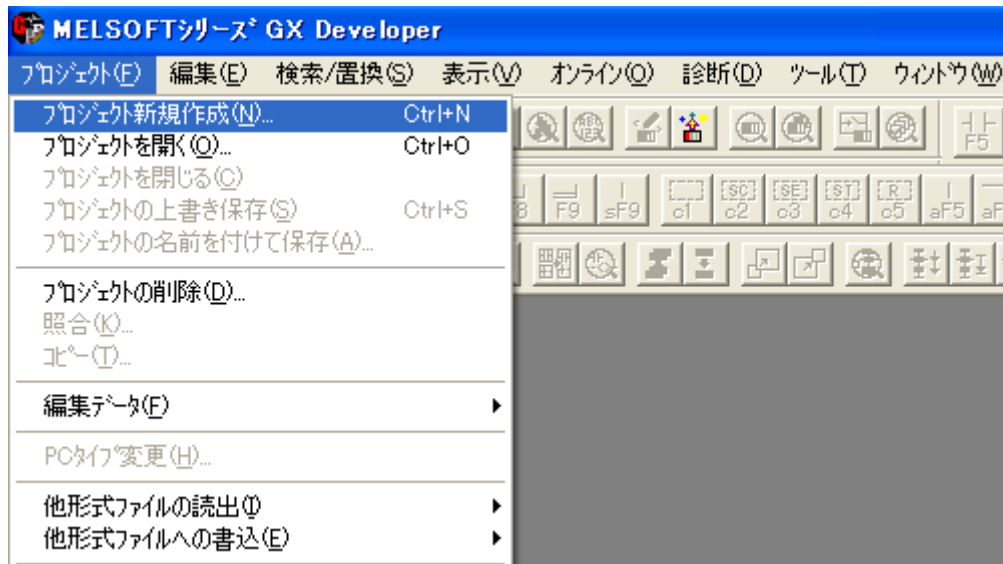 MELSOFTｼﾘｰｽﾞ GX Developer
ﾌﾟﾛｼﾞｪｸﾄ(F) 編集(E) 検索/置換(S) 表示(V) ｵﾝﾗｲﾝ(O) 診断(D) ﾂｰﾙ(T) ｳｨﾝﾄﾞｳ(W)
ﾌﾟﾛｼﾞｪｸﾄ新規作成(N)... Ctrl+N
ﾌﾟﾛｼﾞｪｸﾄを開く(O)... Ctrl+O
F5
ﾌﾟﾛｼﾞｪｸﾄを閉じる(C)
ﾌﾟﾛｼﾞｪｸﾄの上書き保存(S) Ctrl+S
8 F9 sF9 c1 SC c2 SE c3 ST c4 R c5 aF5 aF
ﾌﾟﾛｼﾞｪｸﾄの名前を付けて保存(A)...
ﾌﾟﾛｼﾞｪｸﾄの削除(D)...
照合(K)...
ｺﾋﾟｰ(T)...
編集ﾃﾞｰﾀ(F)
PCﾀｲﾌﾟ変更(H)...
他形式ﾌｧｲﾙの読出(I)
他形式ﾌｧｲﾙへの書込(E)